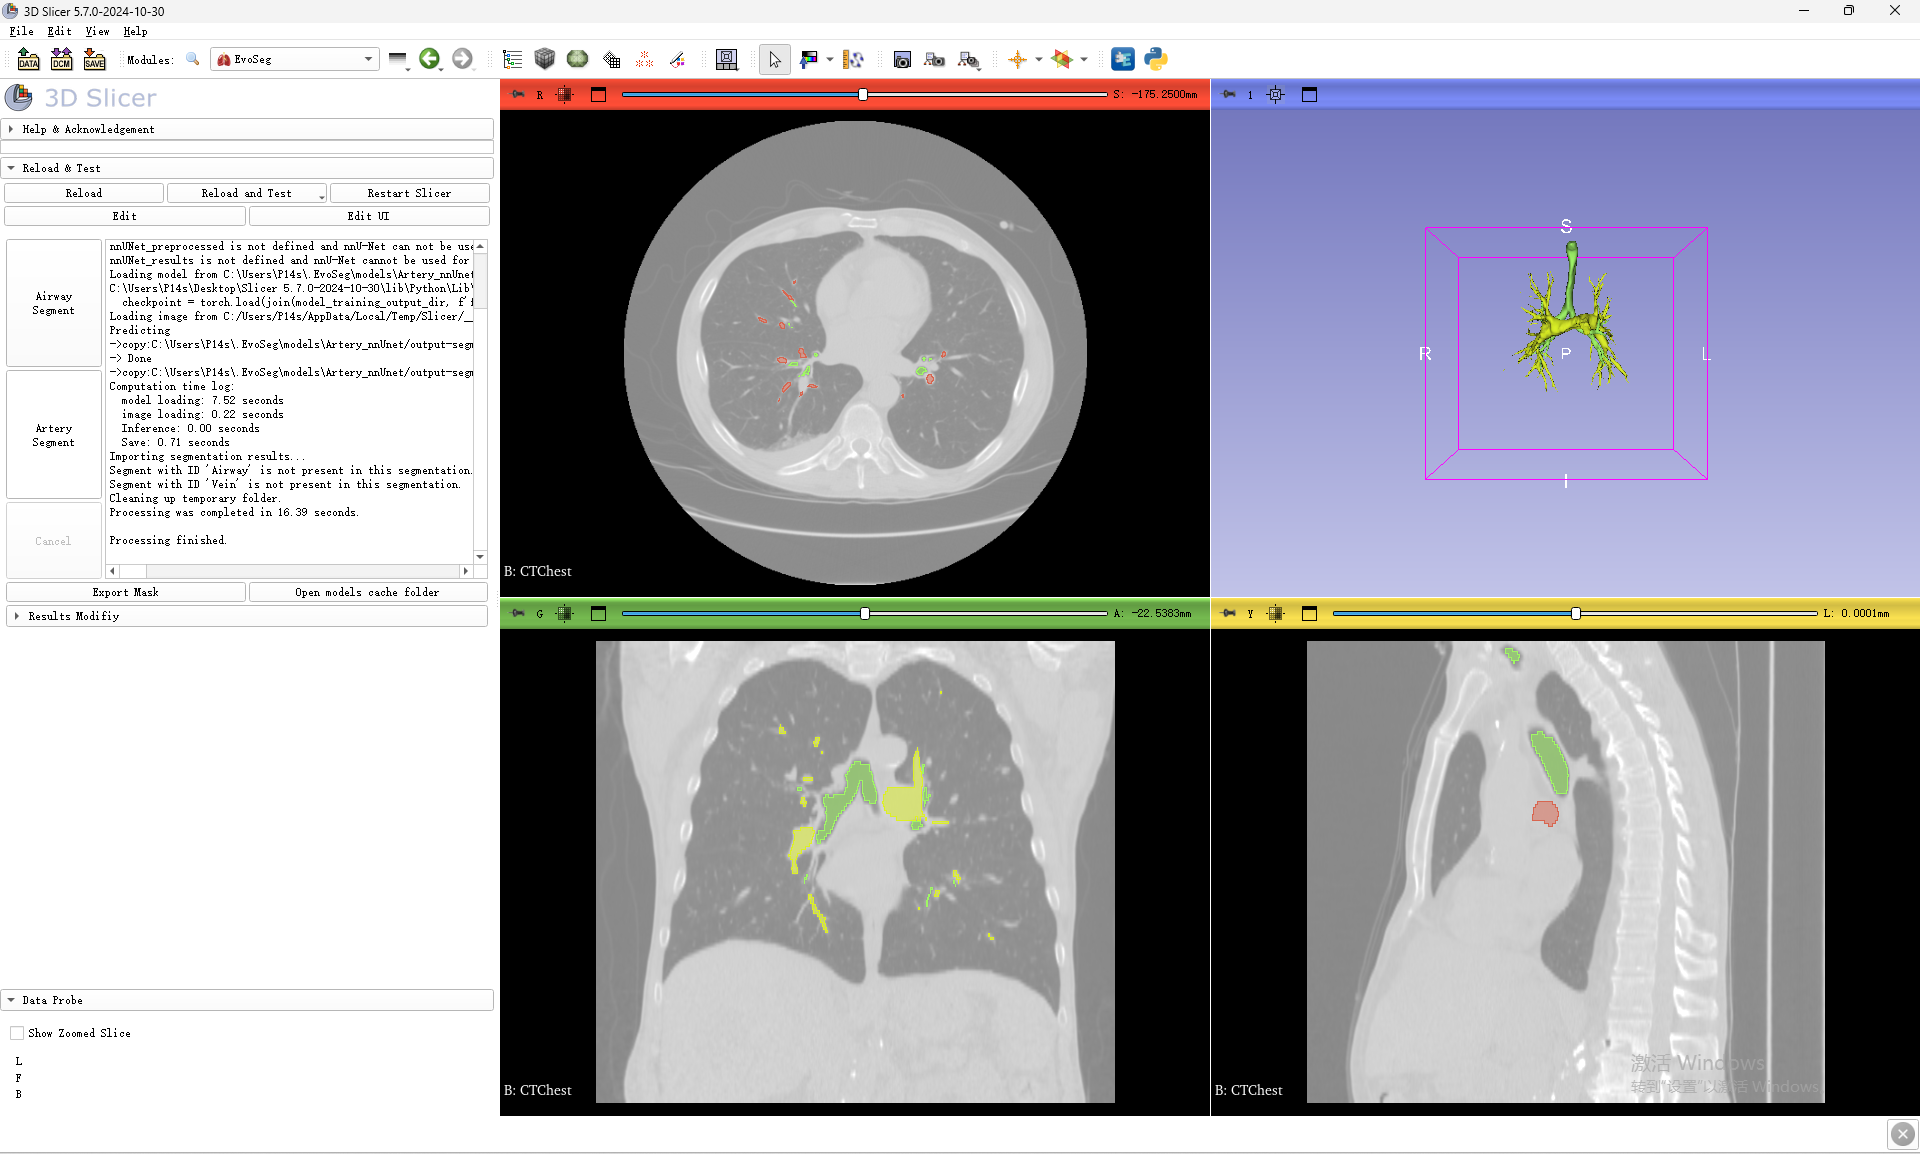 3D Slicer 5.7.0-2024-10-30
File Edit View Help
DATA DCM SAVE Modules: EvoSeg
3D Slicer
Help & Acknowledgement
Reload & Test
Reload Reload and Test Restart Slicer
Edit Edit UI
Airway Segment
Artery Segment
Cancel
nnUNet_preprocessed is not defined and nnU-Net can not be use
nnUNet_results is not defined and nnU-Net cannot be used for
Loading model from C:\Users\P14s\.EvoSeg\models\Artery_nnUnet
C:\Users\P14s\Desktop\Slicer 5.7.0-2024-10-30\lib\Python\Lib\
checkpoint = torch.load(join(model_training_output_dir, f'f
Loading image from C:/Users/P14s/AppData/Local/Temp/Slicer/__
Predicting
->copy:C:\Users\P14s\.EvoSeg\models\Artery_nnUnet/output-segm
-> Done
->copy:C:\Users\P14s\.EvoSeg\models\Artery_nnUnet/output-segm
Computation time log:
model loading: 7.52 seconds
image loading: 0.22 seconds
Inference: 0.00 seconds
Save: 0.71 seconds
Importing segmentation results...
Segment with ID 'Airway' is not present in this segmentation.
Segment with ID 'Vein' is not present in this segmentation.
Cleaning up temporary folder.
Processing was completed in 16.39 seconds.
Processing finished.
Export Mask Open models cache folder
Results Modifiy
Data Probe
Show Zoomed Slice
L
F
B
R S: -175.2500mm
B: CTChest
1
S
R P L
I
G A: -22.5383mm
B: CTChest
Y L: 0.0001mm
B: CTChest
激活 Windows
转到"设置"以激活 Windows。